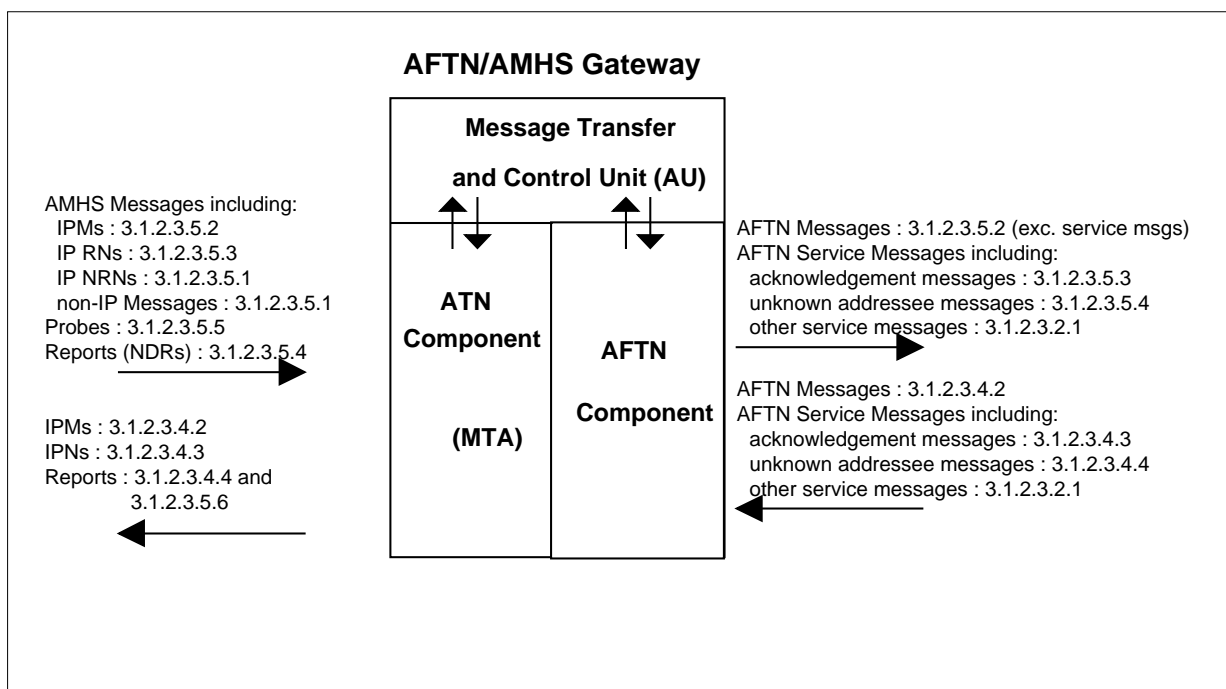 AFTN/AMHS Gateway
Message Transfer
and Control Unit (AU)
AMHS Messages including:
IPMs : 3.1.2.3.5.2
IP RNs : 3.1.2.3.5.3
IP NRNs : 3.1.2.3.5.1
non-IP Messages : 3.1.2.3.5.1
Probes : 3.1.2.3.5.5
Reports (NDRs) : 3.1.2.3.5.4
IPMs : 3.1.2.3.4.2
IPNs : 3.1.2.3.4.3
Reports : 3.1.2.3.4.4 and
3.1.2.3.5.6
ATN
Component
(MTA)
AFTN
Component
AFTN Messages : 3.1.2.3.5.2 (exc. service msgs)
AFTN Service Messages including:
acknowledgement messages : 3.1.2.3.5.3
unknown addressee messages : 3.1.2.3.5.4
other service messages : 3.1.2.3.2.1
AFTN Messages : 3.1.2.3.4.2
AFTN Service Messages including:
acknowledgement messages : 3.1.2.3.4.3
unknown addressee messages : 3.1.2.3.4.4
other service messages : 3.1.2.3.2.1